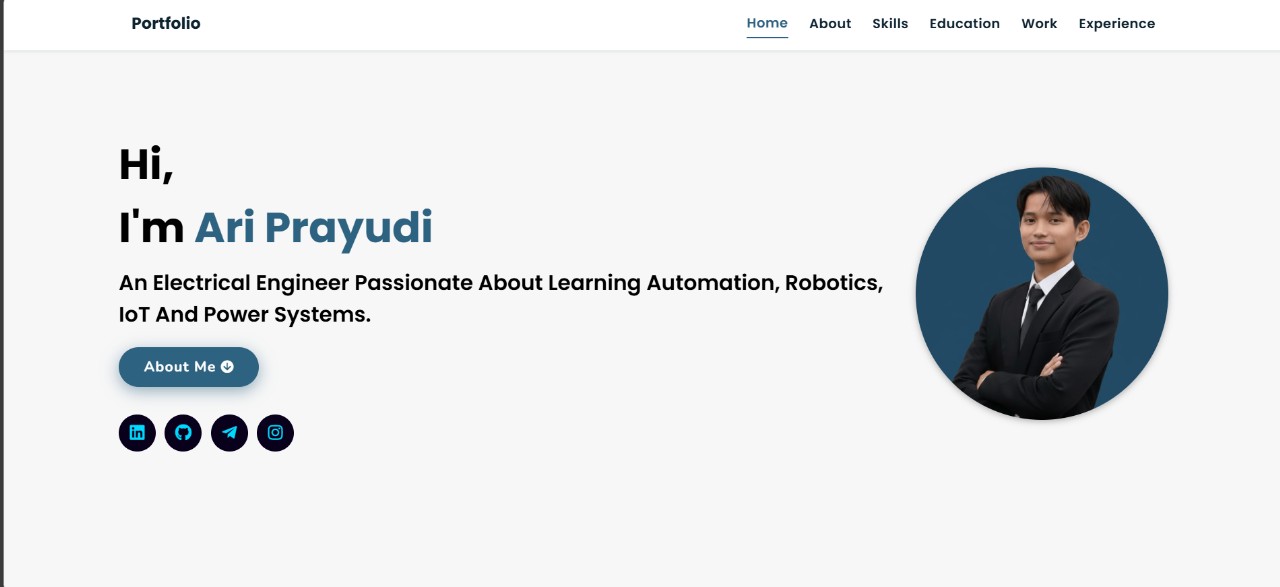 Portfolio
Home About Skills Education Work Experience
Hi,
I'm Ari Prayudi
An Electrical Engineer Passionate About Learning Automation, Robotics,
IoT And Power Systems.
About Me
in